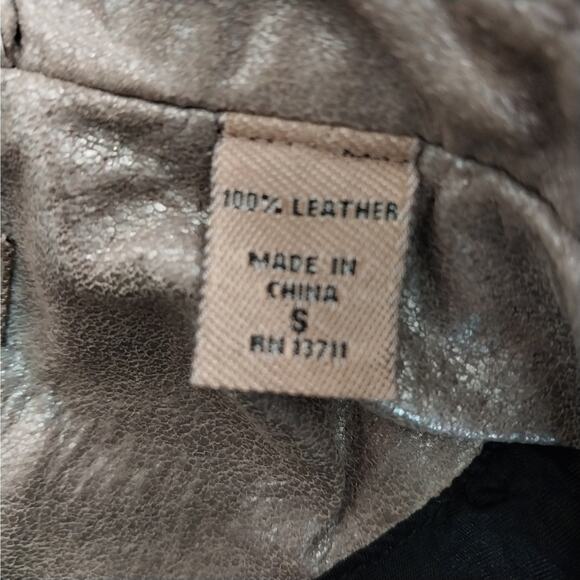 100% LEATHER
MADE IN
CHINA
S
RN 13711